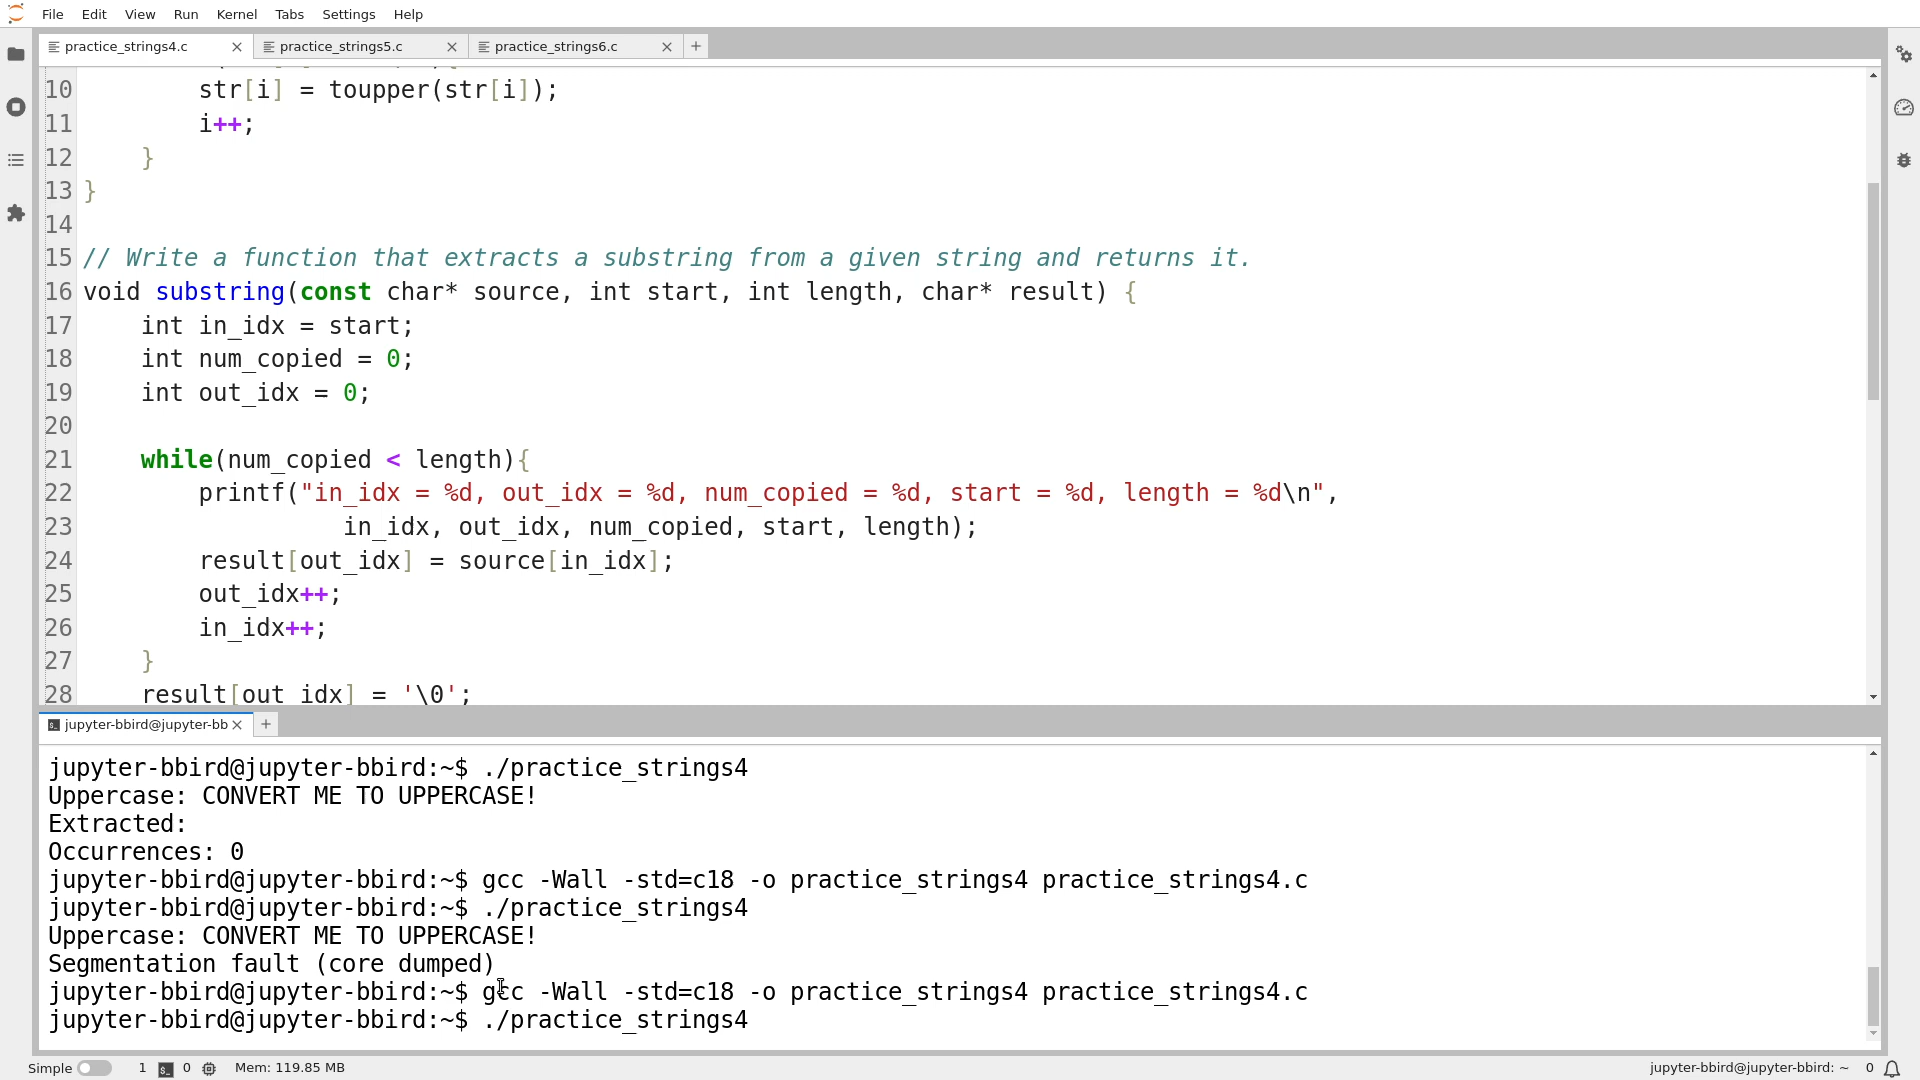 File Edit View Run Kernel Tabs Settings Help
practice_strings4.c practice_strings5.c practice_strings6.c
10 str[i] = toupper(str[i]);
11 i++;
12 }
13 }
14
15 // Write a function that extracts a substring from a given string and returns it.
16 void substring(const char* source, int start, int length, char* result) {
17 int in_idx = start;
18 int num_copied = 0;
19 int out_idx = 0;
20
21 while(num_copied < length){
22 printf("in_idx = %d, out_idx = %d, num_copied = %d, start = %d, length = %d\n",
23 in_idx, out_idx, num_copied, start, length);
24 result[out_idx] = source[in_idx];
25 out_idx++;
26 in_idx++;
27 }
28 result[out_idx] = '\0';
jupyter-bbird@jupyter-bb
jupyter-bbird@jupyter-bbird:~$ ./practice_strings4
Uppercase: CONVERT ME TO UPPERCASE!
Extracted:
Occurrences: 0
jupyter-bbird@jupyter-bbird:~$ gcc -Wall -std=c18 -o practice_strings4 practice_strings4.c
jupyter-bbird@jupyter-bbird:~$ ./practice_strings4
Uppercase: CONVERT ME TO UPPERCASE!
Segmentation fault (core dumped)
jupyter-bbird@jupyter-bbird:~$ gcc -Wall -std=c18 -o practice_strings4 practice_strings4.c
jupyter-bbird@jupyter-bbird:~$ ./practice_strings4
Simple 1 0 Mem: 119.85 MB jupyter-bbird@jupyter-bbird: ~ 0